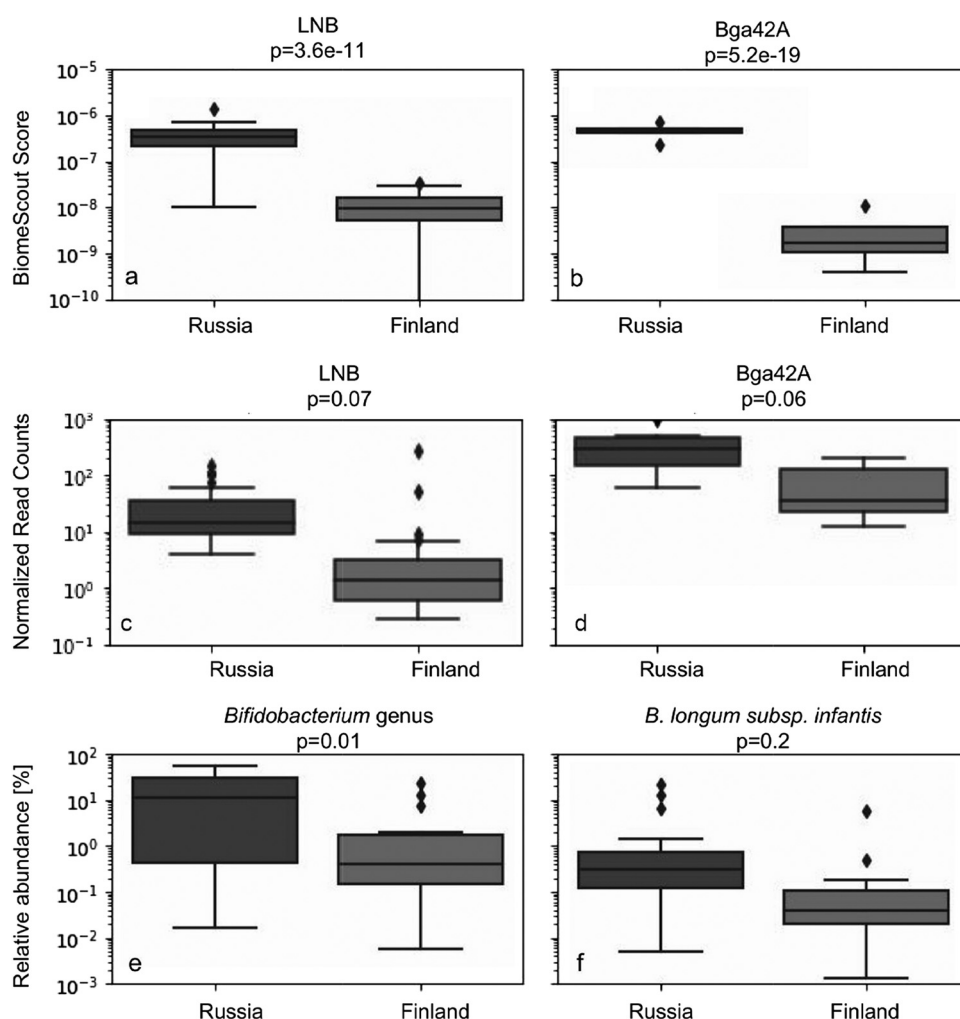 LNB
p=3.6e-11
Bga42A
p=5.2e-19
BiomeScout Score
10⁻⁵
10⁻⁶
10⁻⁷
10⁻⁸
10⁻⁹
10⁻¹⁰
a
b
Russia
Finland
Russia
Finland
LNB
p=0.07
Bga42A
p=0.06
Normalized Read Counts
10³
10²
10¹
10⁰
10⁻¹
c
d
Russia
Finland
Russia
Finland
Bifidobacterium genus
p=0.01
B. longum subsp. infantis
p=0.2
Relative abundance [%]
10²
10¹
10⁰
10⁻¹
10⁻²
10⁻³
e
f
Russia
Finland
Russia
Finland